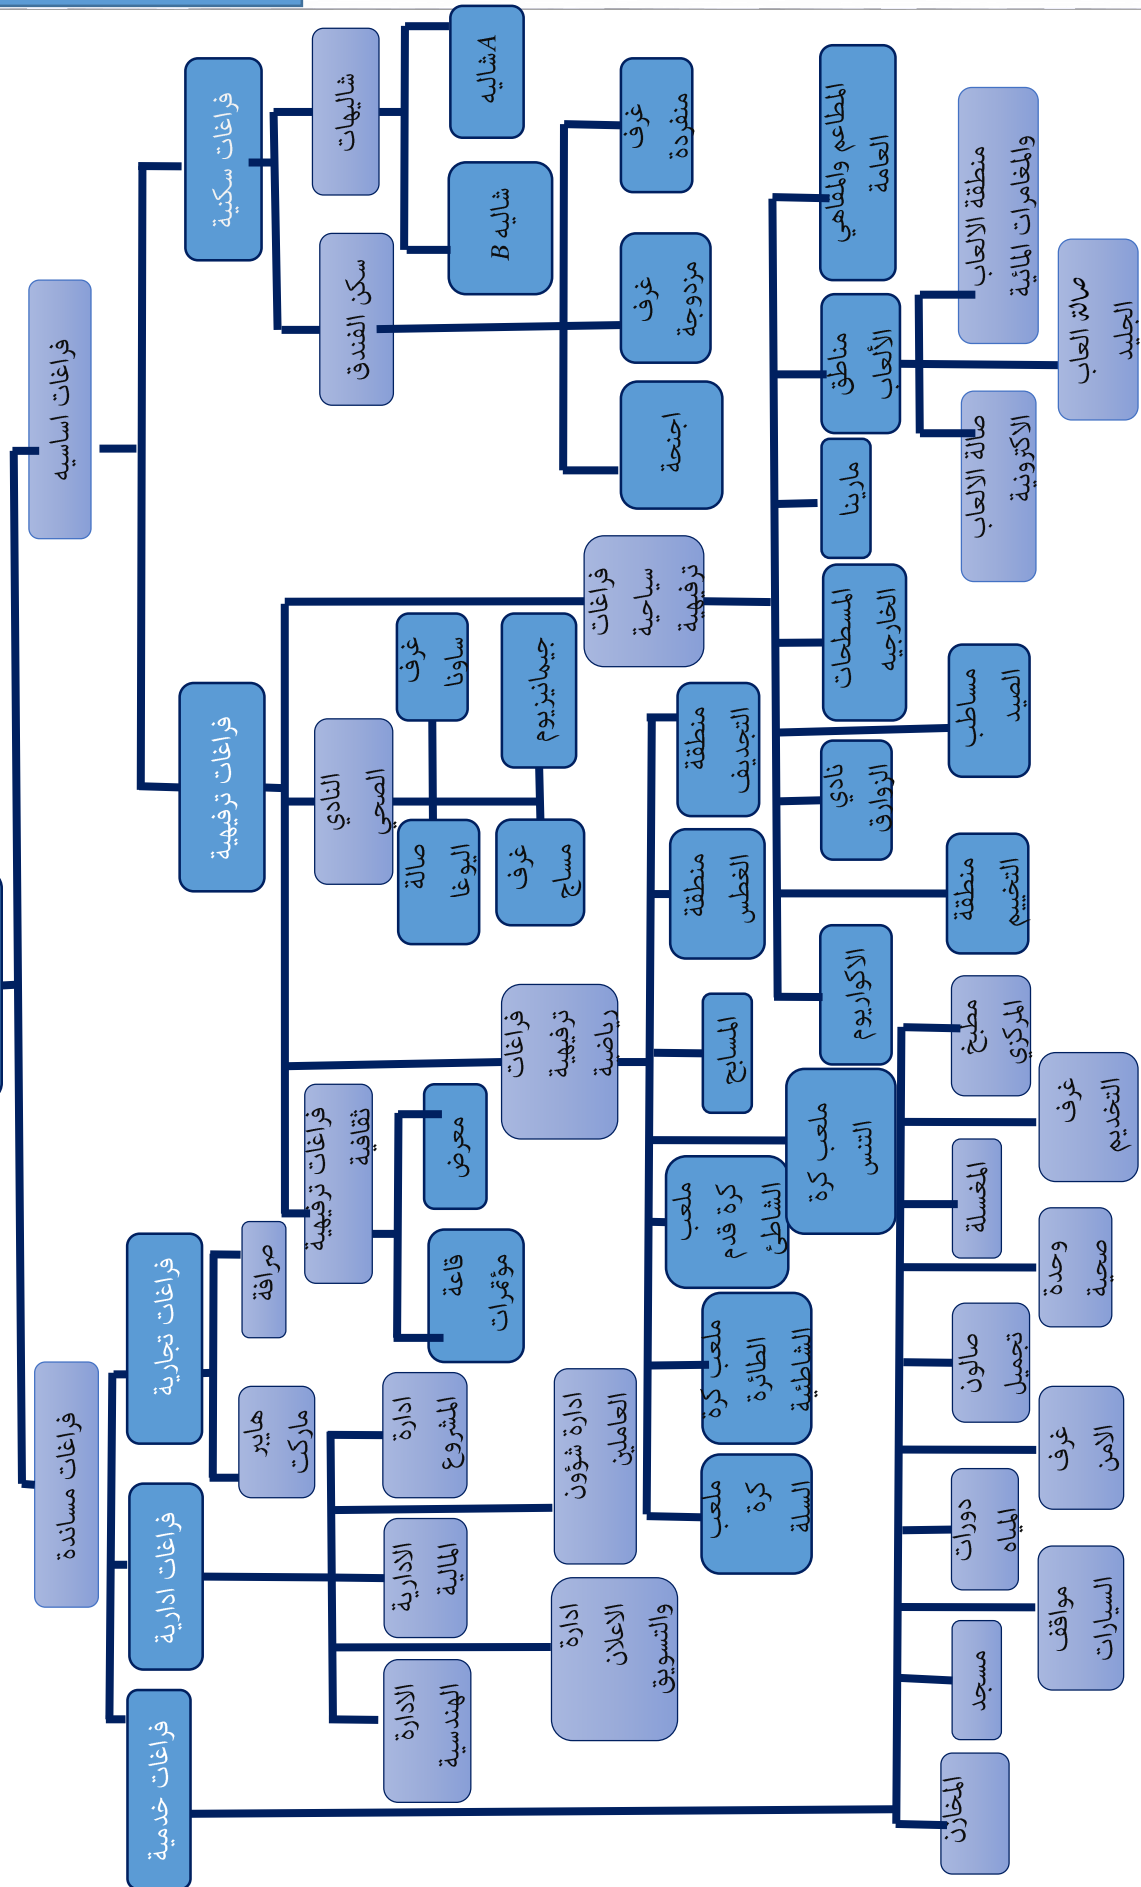 فراغات اساسيه
فراغات مساندة
فراغات سكنية
فراغات ترفيهية
فراغات تجارية
فراغات ادارية
فراغات خدمية
شاليهات
سكن الفندق
شاليه A
شاليه B
غرف
منفردة
غرف
مزدوجة
اجنحة
النادي
الصحي
غرف
ساونا
صالة
اليوغا
جيمانيزيوم
غرف
مساج
فراغات
سياحية
ترفيهية
المطاعم والمقاهي
العامة
مناطق
الألعاب
مارينا
المسطحات
الخارجيه
نادي
الزوارق
الاكواريوم
مساطب
الصيد
منطقة
التخييم
منطقة الالعاب
والمغامرات المائية
صالة العاب
الجليد
صالة الالعاب
الاكترونية
فراغات
ترفيهية
رياضية
منطقة
التجديف
منطقة
الغطس
المسابح
ملعب كرة
التنس
ملعب
كرة قدم
الشاطئ
ملعب كرة
الطائرة
الشاطئية
ملعب
كرة
السلة
فراغات ترفيهية
ثقافية
معرض
قاعة
مؤتمرات
صرافة
هايبر
ماركت
ادارة
المشروع
الادارية
المالية
الادارة
الهندسية
ادارة شؤون
العاملين
ادارة
الاعلان
والتسويق
مطبخ
المركزي
غرف
التخديم
المغسلة
وحدة
صحية
صالون
تجميل
غرف
الامن
دورات
المياه
مواقف
السيارات
مسجد
المخازن